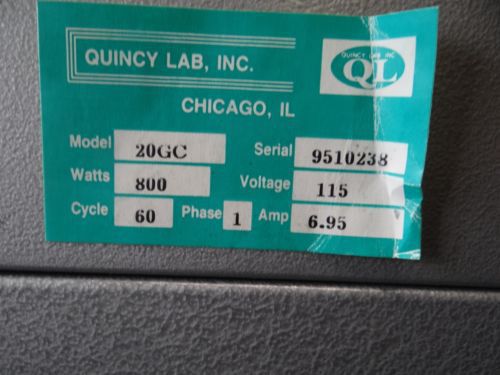 QUINCY LAB, INC.
QUINCY LAB INC
QL
CHICAGO, IL
Model 20GC Serial 9510238
Watts 800 Voltage 115
Cycle 60 Phase 1 Amp 6.95